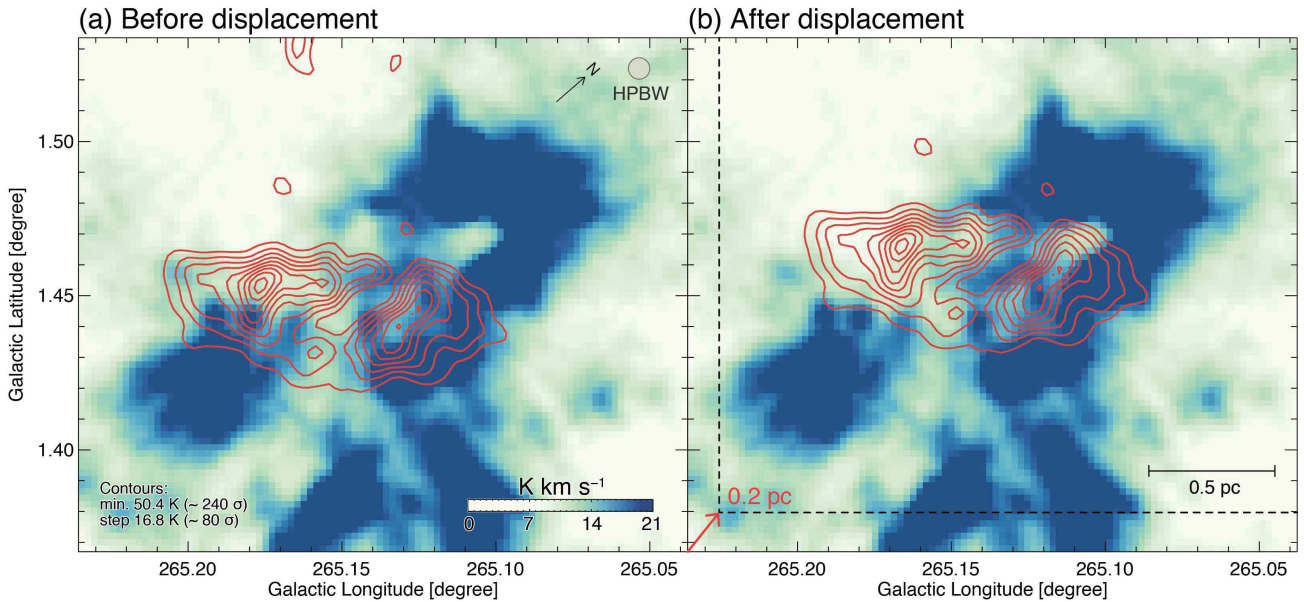 (a) Before displacement
(b) After displacement
N
HPBW
1.50
1.45
1.40
Galactic Latitude [degree]
Contours:
min. 50.4 K (~ 240 σ)
step 16.8 K (~ 80 σ)
K km s⁻¹
0 7 14 21
0.2 pc
0.5 pc
265.20 265.15 265.10 265.05
265.20 265.15 265.10 265.05
Galactic Longitude [degree]
Galactic Longitude [degree]